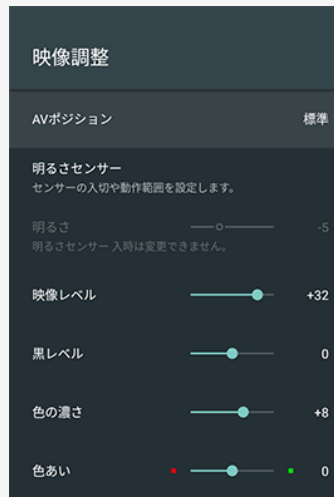 映像調整
AVポジション 標準
明るさセンサー
センサーの入切や動作範囲を設定します。
明るさ -5
明るさセンサー 入時は変更できません。
映像レベル +32
黒レベル 0
色の濃さ +8
色あい 0